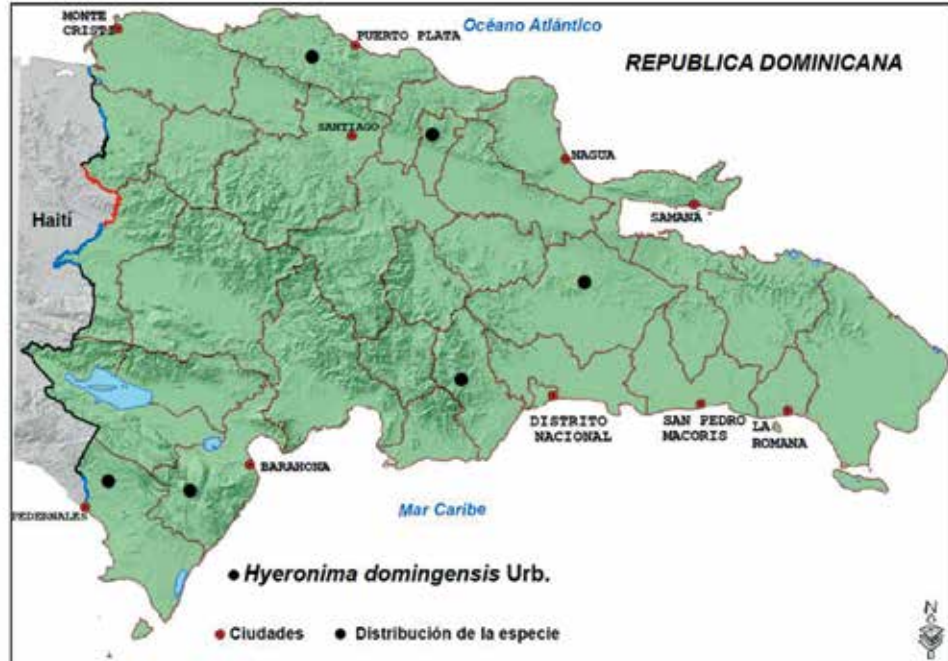 MONTE
CRISTI
Océano Atlántico
PUERTO PLATA
REPUBLICA DOMINICANA
SANTIAGO
NAGUA
SAMANA
Haití
DISTRITO
NACIONAL
SAN PEDRO
MACORIS
LA
ROMANA
BARAHONA
PEDERNALES
Mar Caribe
Hyeronima domingensis Urb.
Ciudades
Distribución de la especie
N